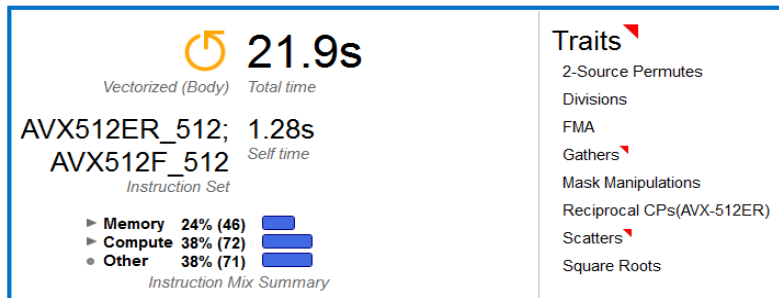 21.9s
Vectorized (Body) Total time
AVX512ER_512; 1.28s
AVX512F_512 Self time
Instruction Set
Memory 24% (46)
Compute 38% (72)
Other 38% (71)
Instruction Mix Summary
Traits
2-Source Permutes
Divisions
FMA
Gathers
Mask Manipulations
Reciprocal CPs(AVX-512ER)
Scatters
Square Roots